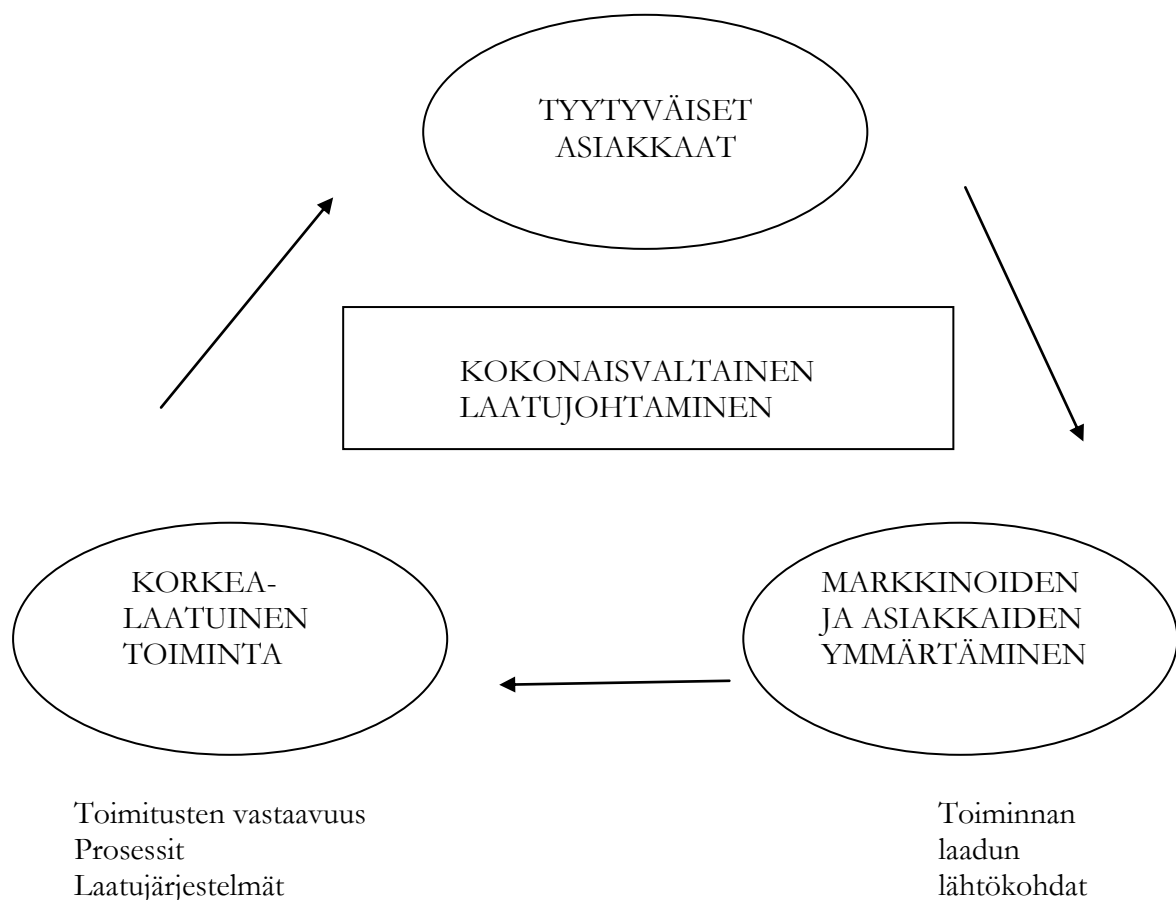 TYYTYVÄISET
ASIAKKAAT
KOKONAISVALTAINEN
LAATUJOHTAMINEN
KORKEA-
LAATUINEN
TOIMINTA
MARKKINOIDEN
JA ASIAKKAIDEN
YMMÄRTÄMINEN
Toimitusten vastaavuus
Prosessit
Laatujärjestelmät
Toiminnan
laadun
lähtökohdat